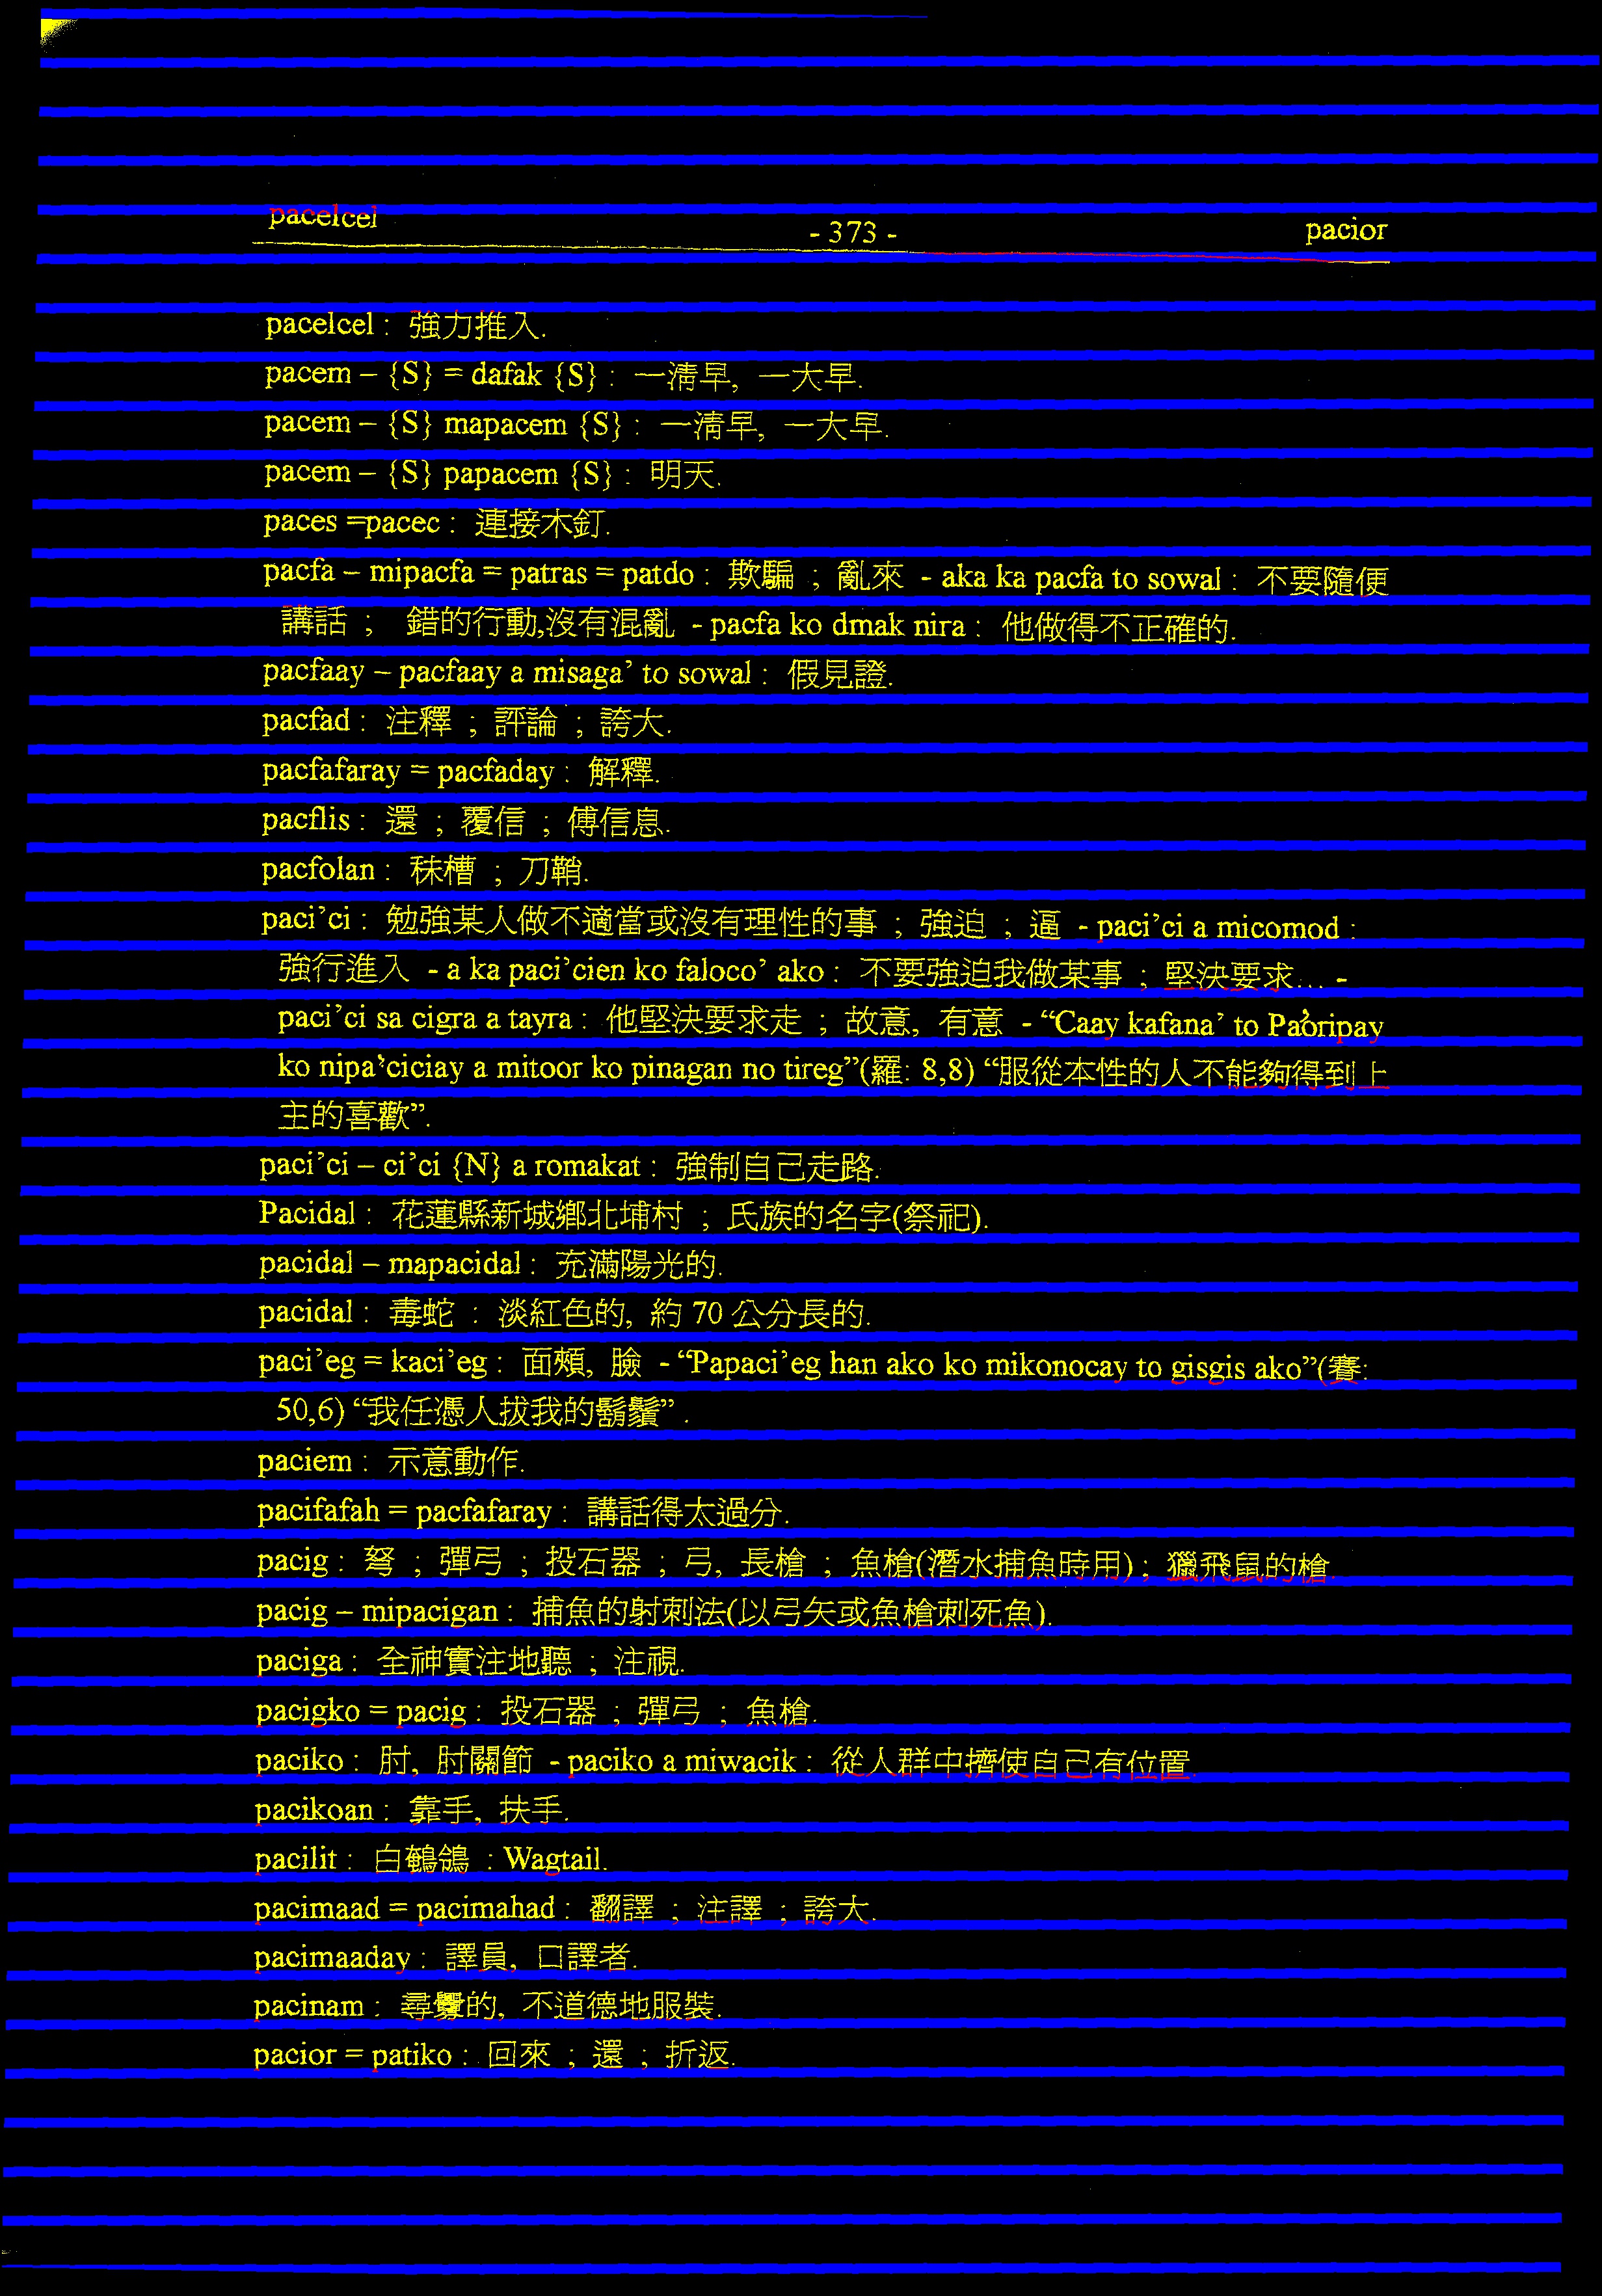 pacelcel
- 373 -
pacior
pacelcel : 強力推入.
pacem – {S} = dafak {S} : 一清早, 一大早.
pacem – {S} mapacem {S} : 一清早, 一大早.
pacem – {S} papacem {S} : 明天.
paces =pacec : 連接木釘.
pacfa – mipacfa = patras = patdo : 欺騙 ; 亂來 - aka ka pacfa to sowal : 不要隨便
講話 ; 錯的行動,沒有混亂 - pacfa ko dmak nira : 他做得不正確的.
pacfaay – pacfaay a misaga’ to sowal : 假見證.
pacfad : 注釋 ; 評論 ; 誇大.
pacfafaray = pacfaday : 解釋.
pacflis : 還 ; 覆信 ; 傅信息.
pacfolan : 秣槽 ; 刀鞘.
paci’ci : 勉強某人做不適當或沒有理性的事 ; 強迫 ; 逼 - paci’ci a micomod :
強行進入 - a ka paci’cien ko faloco’ ako : 不要強迫我做某事 ; 堅決要求... -
paci’ci sa cigra a tayra : 他堅決要求走 ; 故意, 有意 - “Caay kafana’ to Pa’oripay
ko nipa’ciciay a mitoor ko pinagan no tireg”(羅: 8,8) “服從本性的人不能夠得到上
主的喜歡”.
paci’ci – ci’ci {N} a romakat : 強制自己走路.
Pacidal : 花蓮縣新城鄉北埔村 ; 氏族的名字(祭祀).
pacidal – mapacidal : 充滿陽光的.
pacidal : 毒蛇 : 淡紅色的, 約 70 公分長的.
paci’eg = kaci’eg : 面頰, 臉 - “Papaci’eg han ako ko mikonocay to gisgis ako”(賽:
50,6) “我任憑人拔我的鬍鬚” .
paciem : 示意動作.
pacifafah = pacfafaray : 講話得太過分.
pacig : 弩 ; 彈弓 ; 投石器 ; 弓, 長槍 ; 魚槍(潛水捕魚時用) ; 獵飛鼠的槍.
pacig – mipacigan : 捕魚的射刺法(以弓矢或魚槍刺死魚).
paciga : 全神實注地聽 ; 注視.
pacigko = pacig : 投石器 ; 彈弓 ; 魚槍.
paciko : 肘, 肘關節 - paciko a miwacik : 從人群中擠使自己有位置.
pacikoan : 靠手, 扶手.
pacilit : 白鶺鴒 : Wagtail.
pacimaad = pacimahad : 翻譯 ; 注譯 ; 誇大.
pacimaaday : 譯員, 口譯者.
pacinam : 尋釁的, 不道德地服裝.
pacior = patiko : 回來 ; 還 ; 折返.